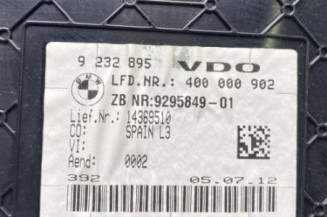 9 232 895 VDO
LFD.NR.: 400 000 902
BMW
ZB NR:9295849-01
Lief.Nr.: 14369510
CO: SPAIN L3
VI:
Aend: 0002
392 05.07.12